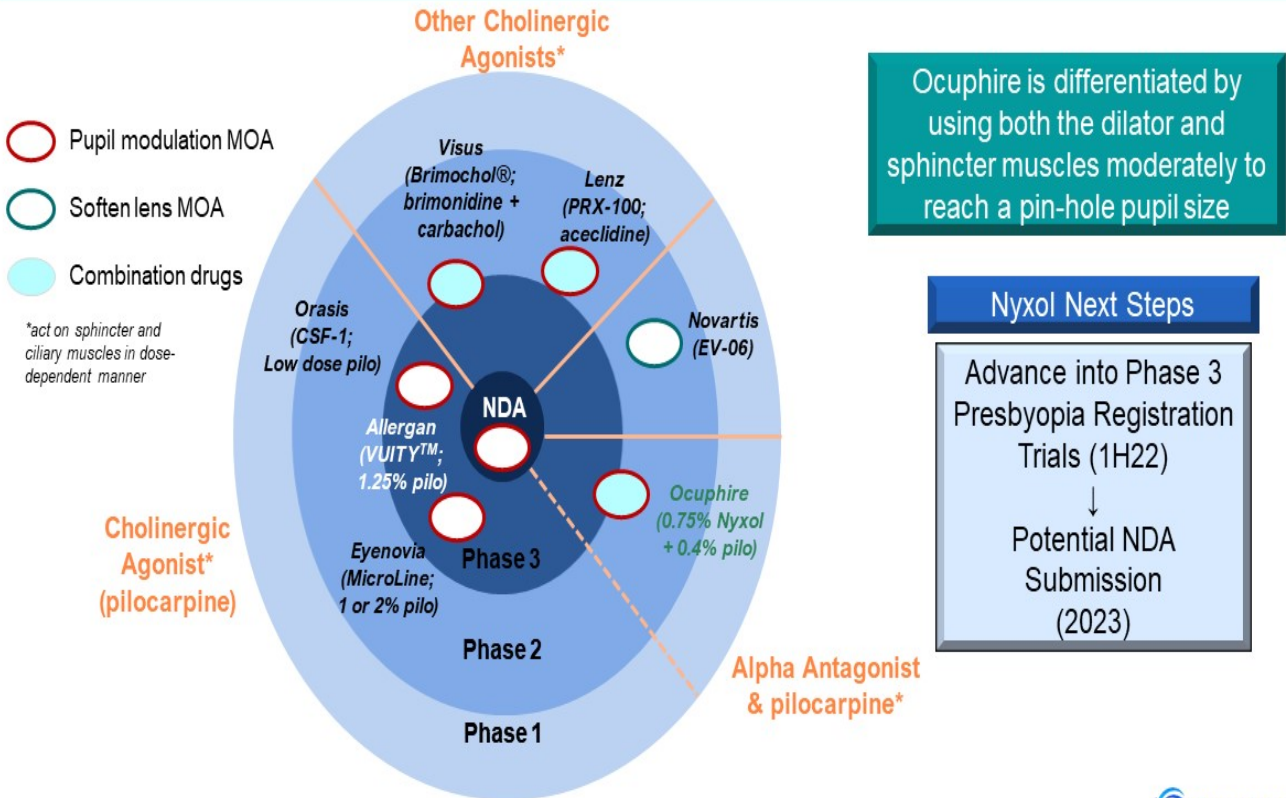 Other Cholinergic
Agonists*
Pupil modulation MOA
Soften lens MOA
Combination drugs
*act on sphincter and
ciliary muscles in dose-
dependent manner
Visus
(Brimochol®;
brimonidine +
carbachol)
Lenz
(PRX-100;
aceclidine)
Orasis
(CSF-1;
Low dose pilo)
Novartis
(EV-06)
NDA
Allergan
(VUITY™;
1.25% pilo)
Ocuphire
(0.75% Nyxol
+ 0.4% pilo)
Eyenovia
(MicroLine;
1 or 2% pilo)
Phase 3
Phase 2
Phase 1
Cholinergic
Agonist*
(pilocarpine)
Alpha Antagonist
& pilocarpine*
Ocuphire is differentiated by
using both the dilator and
sphincter muscles moderately to
reach a pin-hole pupil size
Nyxol Next Steps
Advance into Phase 3
Presbyopia Registration
Trials (1H22)
↓
Potential NDA
Submission
(2023)